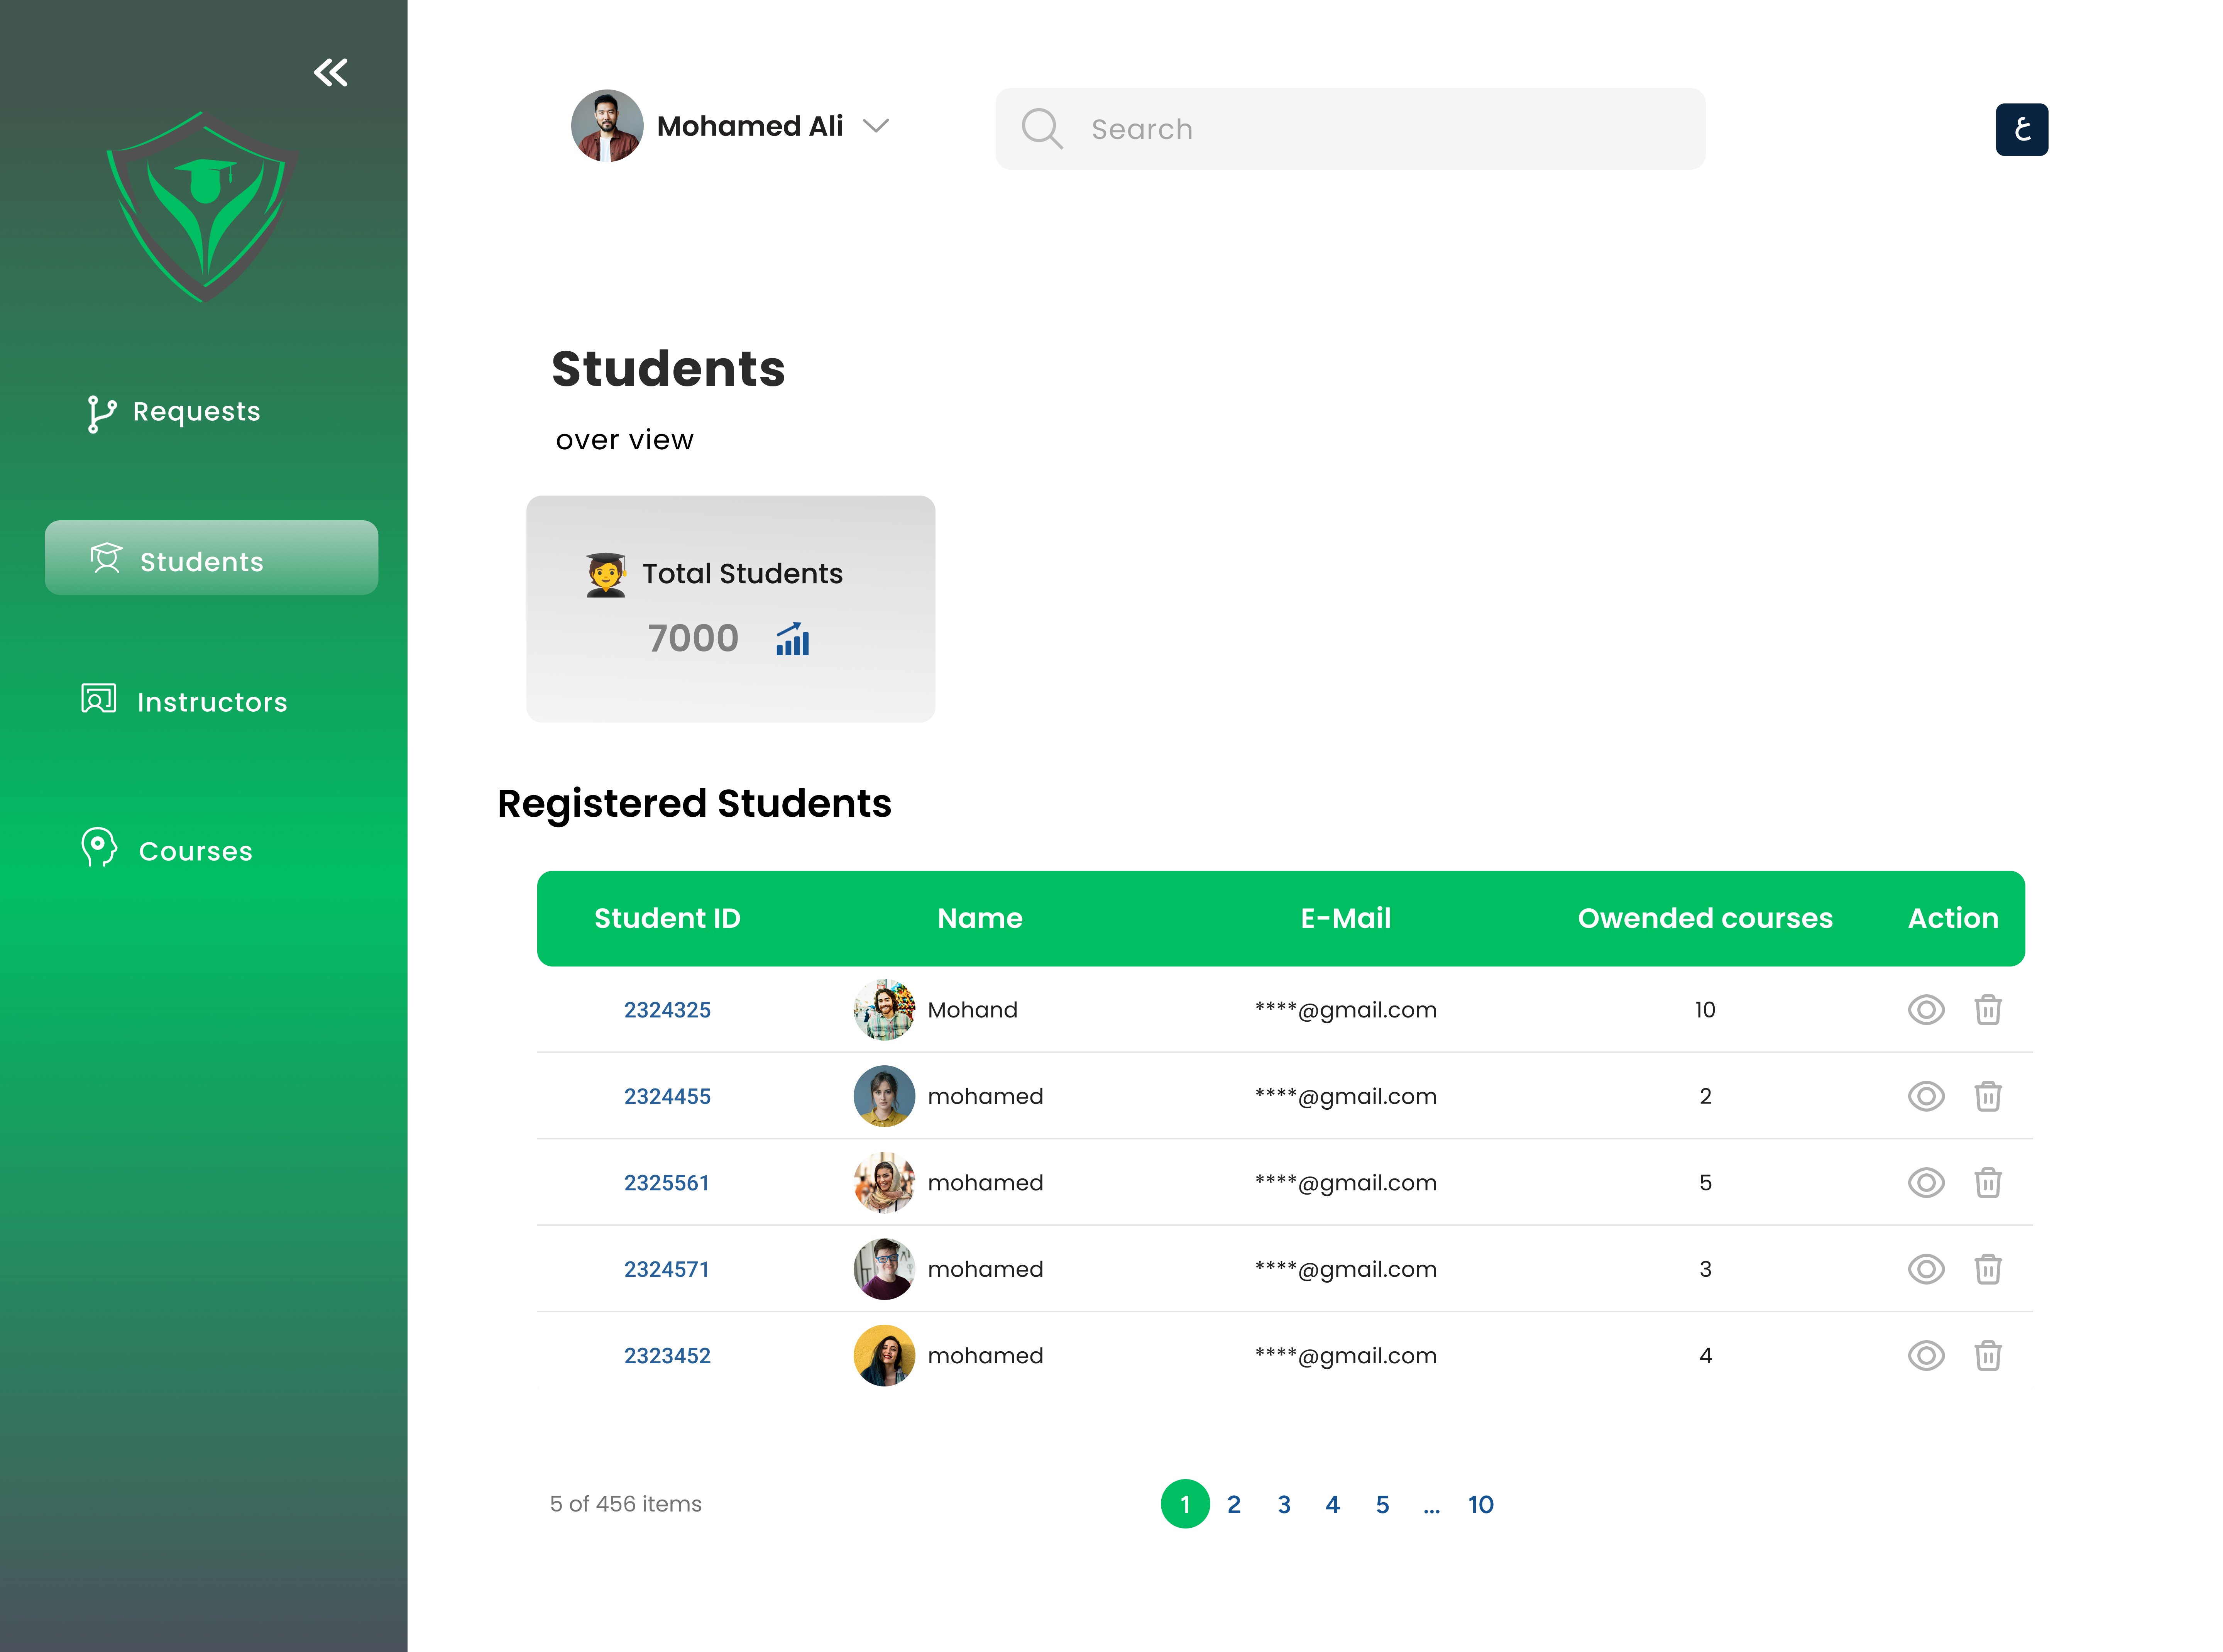 Mohamed Ali
Search
ع
Requests
Students
Instructors
Courses
Students
over view
Total Students
7000
Registered Students
Student ID Name E-Mail Owended courses Action
2324325 Mohand ****@gmail.com 10
2324455 mohamed ****@gmail.com 2
2325561 mohamed ****@gmail.com 5
2324571 mohamed ****@gmail.com 3
2323452 mohamed ****@gmail.com 4
5 of 456 items 1 2 3 4 5 ... 10